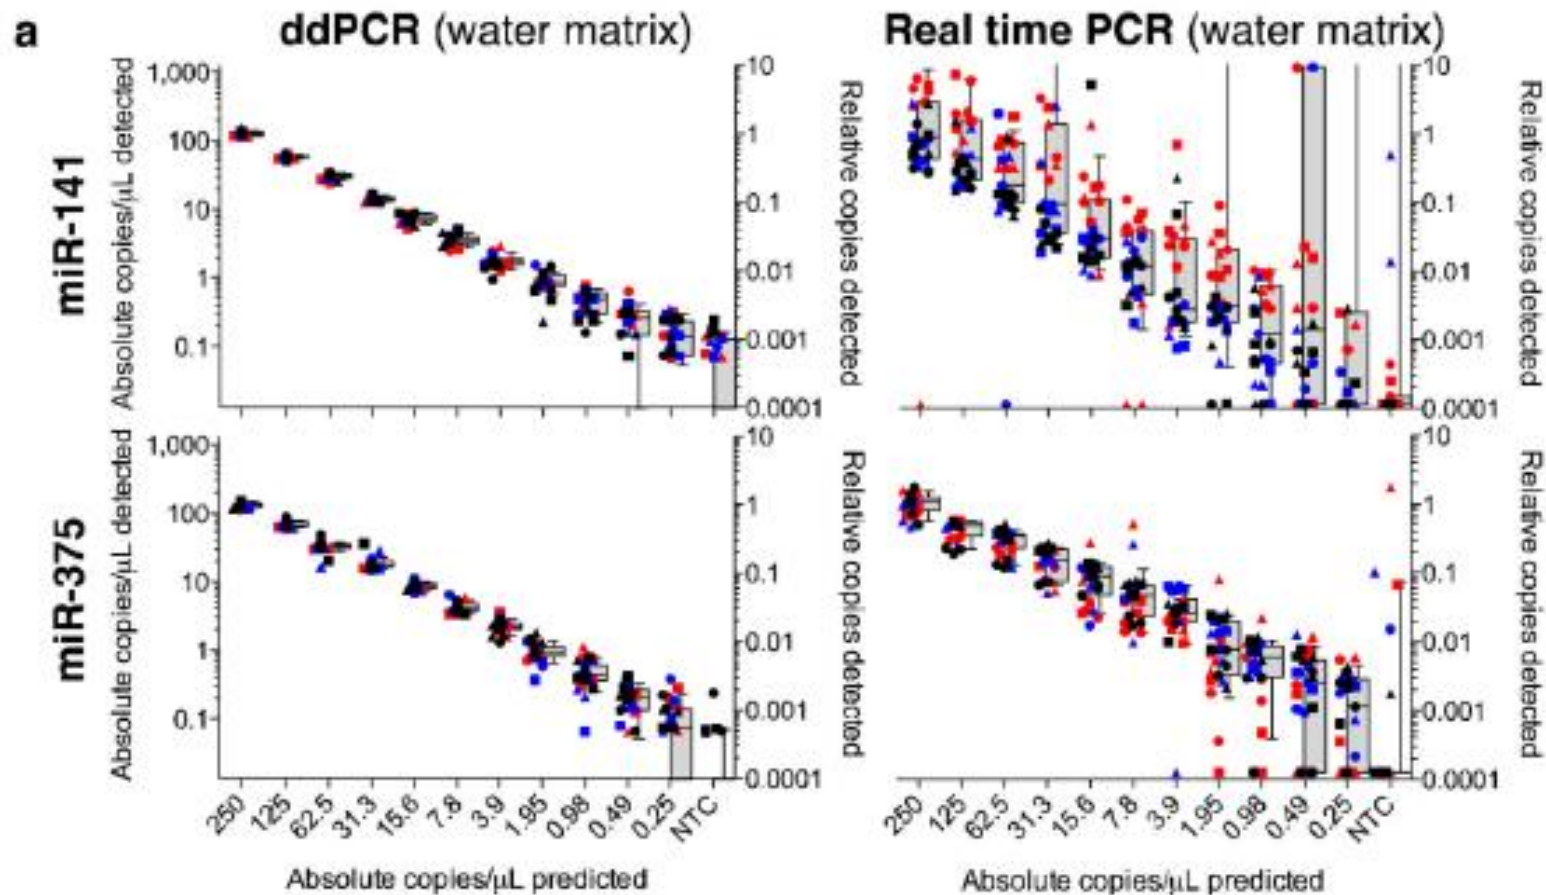 a
ddPCR (water matrix)
Real time PCR (water matrix)
miR-141
Absolute copies/μL detected
1,000
100
10
1
0.1
10
1
0.1
0.01
0.001
0.0001
Relative copies detected
10
1
0.1
0.01
0.001
0.0001
Relative copies detected
miR-375
Absolute copies/μL detected
1,000
100
10
1
0.1
10
1
0.1
0.01
0.001
0.0001
Relative copies detected
10
1
0.1
0.01
0.001
0.0001
Relative copies detected
250 125 62.5 31.3 15.6 7.8 3.9 1.95 0.98 0.49 0.25 NTC
250 125 62.5 31.3 15.6 7.8 3.9 1.95 0.98 0.49 0.25 NTC
Absolute copies/μL predicted
Absolute copies/μL predicted